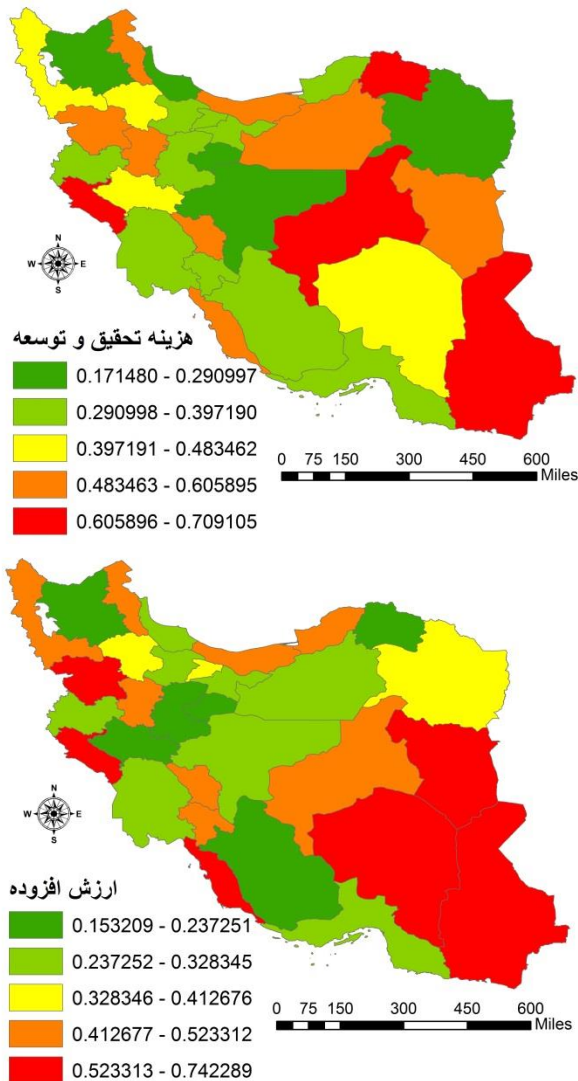 N
W E
S
هزینه تحقیق و توسعه
0.171480 - 0.290997
0.290998 - 0.397190
0.397191 - 0.483462
0.483463 - 0.605895
0.605896 - 0.709105
0 75 150 300 450 600
Miles
N
W E
S
ارزش افزوده
0.153209 - 0.237251
0.237252 - 0.328345
0.328346 - 0.412676
0.412677 - 0.523312
0.523313 - 0.742289
0 75 150 300 450 600
Miles